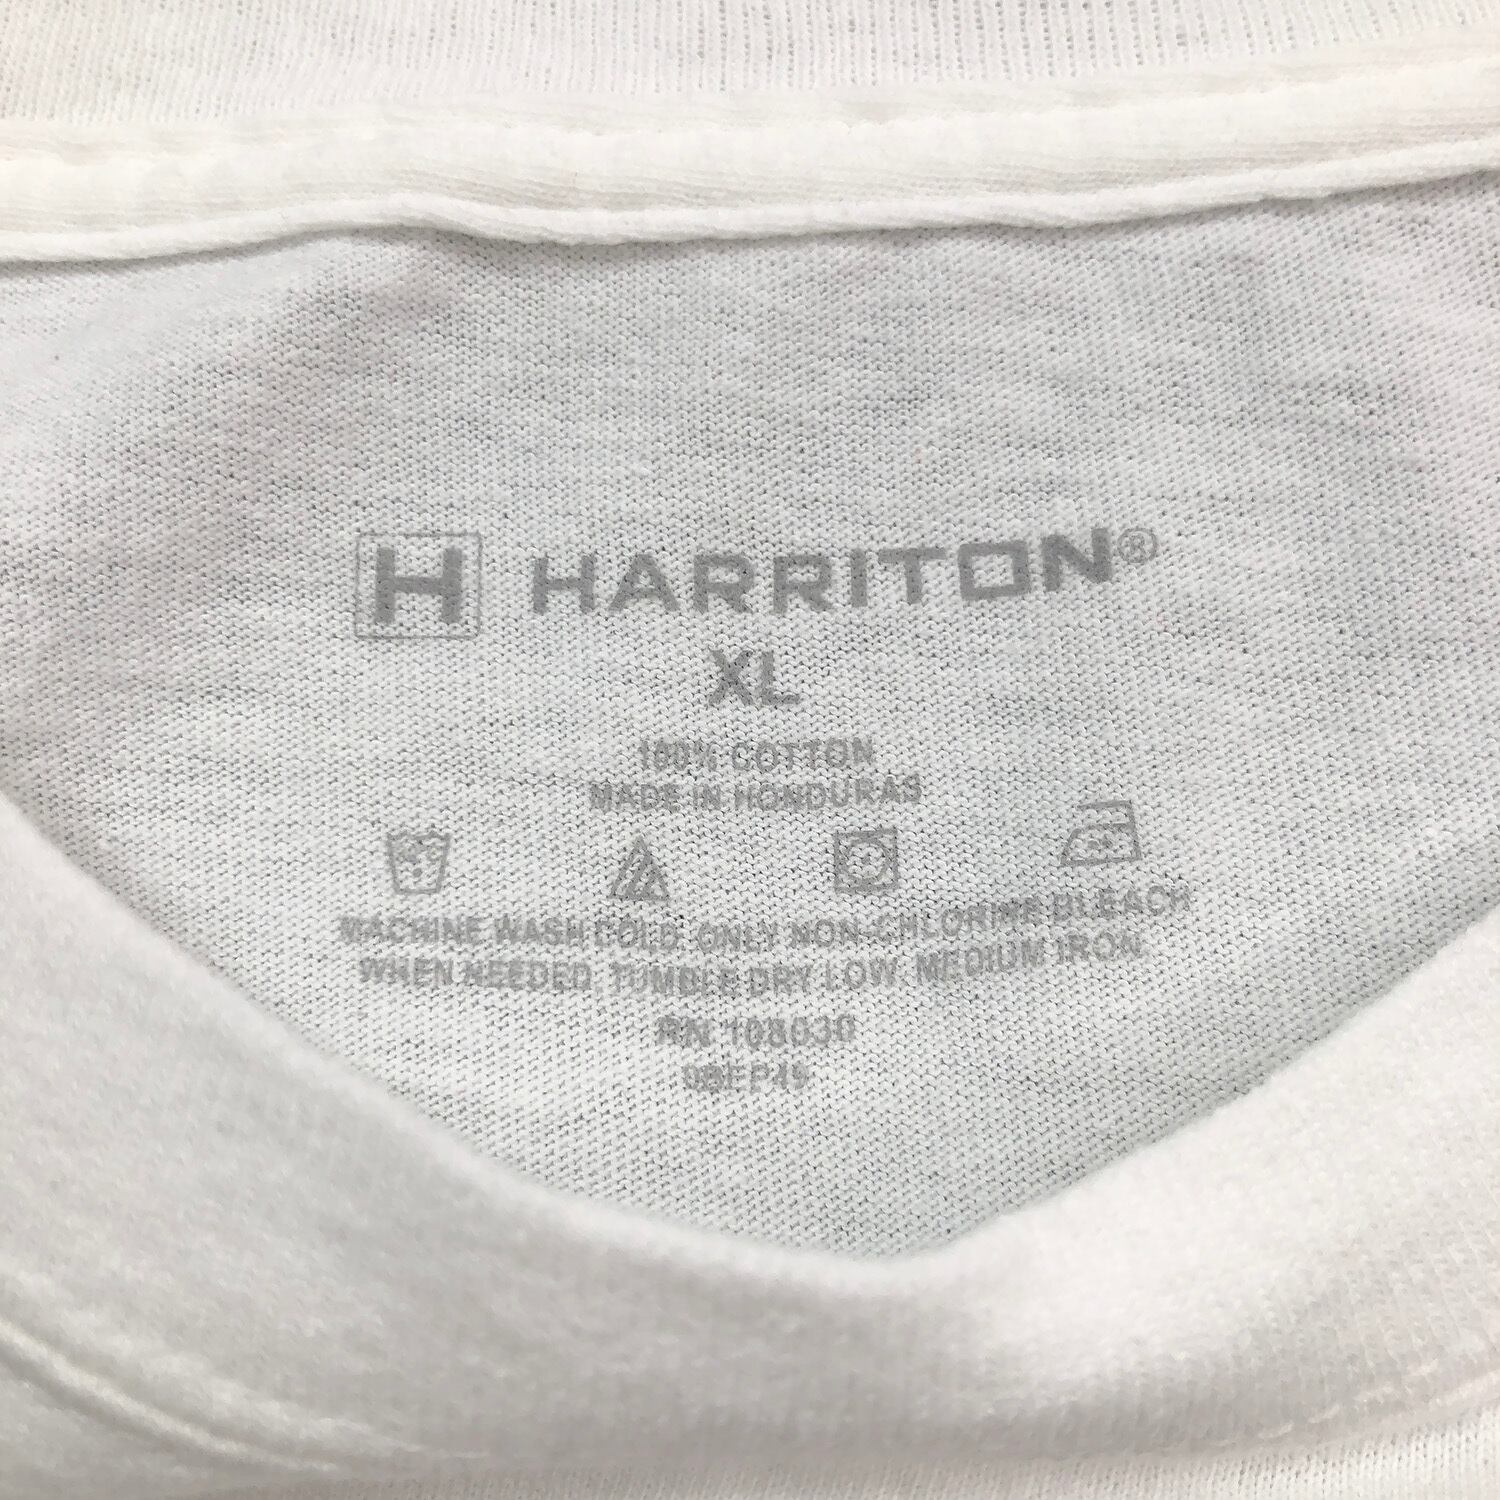 H HARRITON®
XL
100% COTTON
MADE IN HONDURAS
MACHINE WASH COLD. ONLY NON-CHLORINE BLEACH
WHEN NEEDED. TUMBLE DRY LOW. MEDIUM IRON.
RN 108030